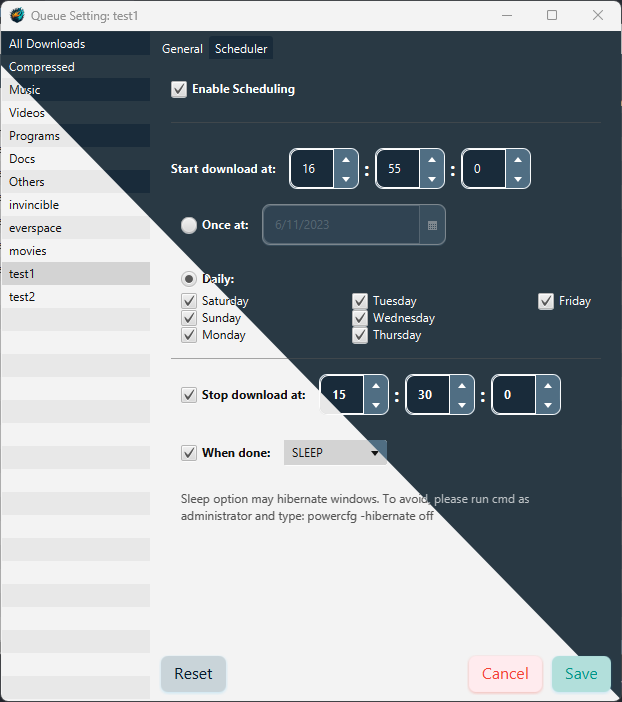 Queue Setting: test1
All Downloads
Compressed
Music
Videos
Programs
Docs
Others
invincible
everspace
movies
test1
test2
General Scheduler
Enable Scheduling
Start download at: 16 : 55 : 0
Once at: 6/11/2023
Daily:
Saturday Tuesday Friday
Sunday Wednesday
Monday Thursday
Stop download at: 15 : 30 : 0
When done: SLEEP
Sleep option may hibernate windows. To avoid, please run cmd as
administrator and type: powercfg -hibernate off
Reset Cancel Save